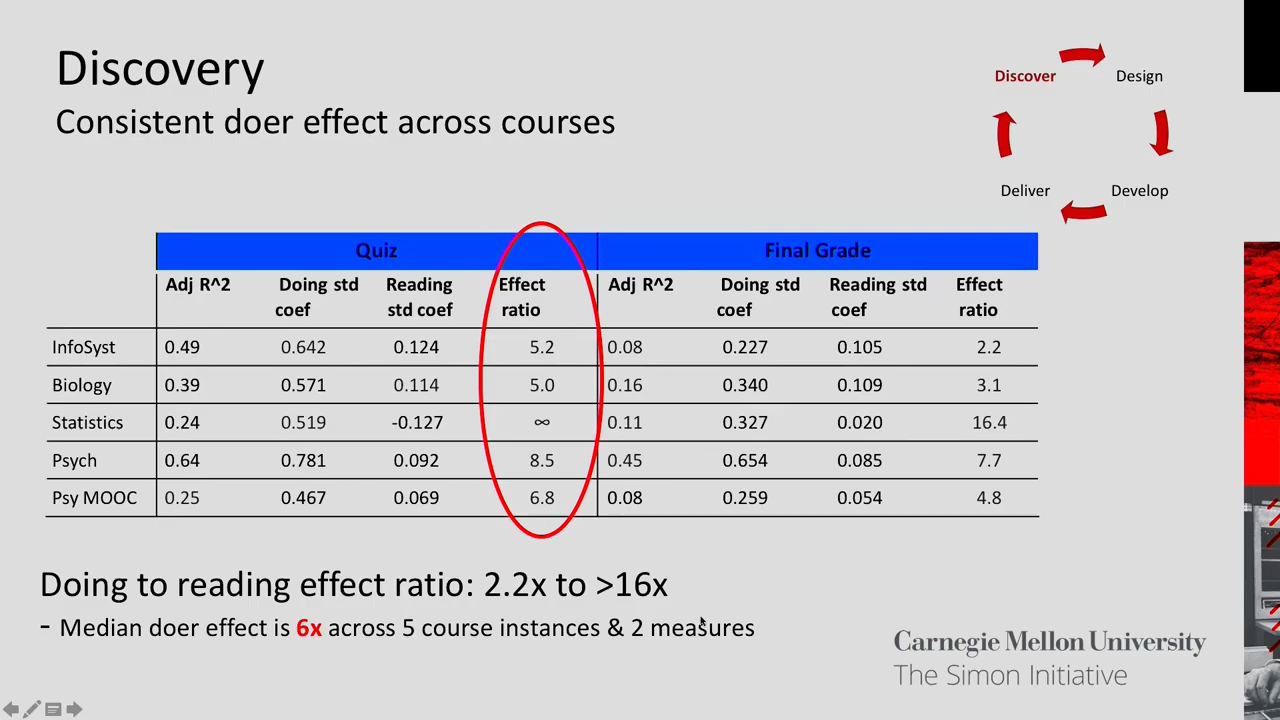 Discovery
Consistent doer effect across courses
Discover
Design
Deliver
Develop
Quiz Final Grade
Adj R^2 Doing std coef Reading std coef Effect ratio Adj R^2 Doing std coef Reading std coef Effect ratio
InfoSyst 0.49 0.642 0.124 5.2 0.08 0.227 0.105 2.2
Biology 0.39 0.571 0.114 5.0 0.16 0.340 0.109 3.1
Statistics 0.24 0.519 -0.127 ∞ 0.11 0.327 0.020 16.4
Psych 0.64 0.781 0.092 8.5 0.45 0.654 0.085 7.7
Psy MOOC 0.25 0.467 0.069 6.8 0.08 0.259 0.054 4.8
Doing to reading effect ratio: 2.2x to >16x
- Median doer effect is 6x across 5 course instances & 2 measures
Carnegie Mellon University
The Simon Initiative